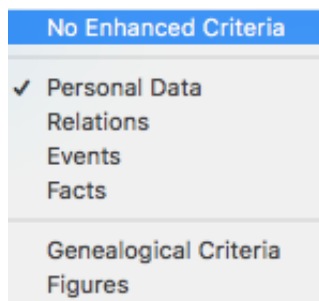 No Enhanced Criteria
✓ Personal Data
Relations
Events
Facts
Genealogical Criteria
Figures